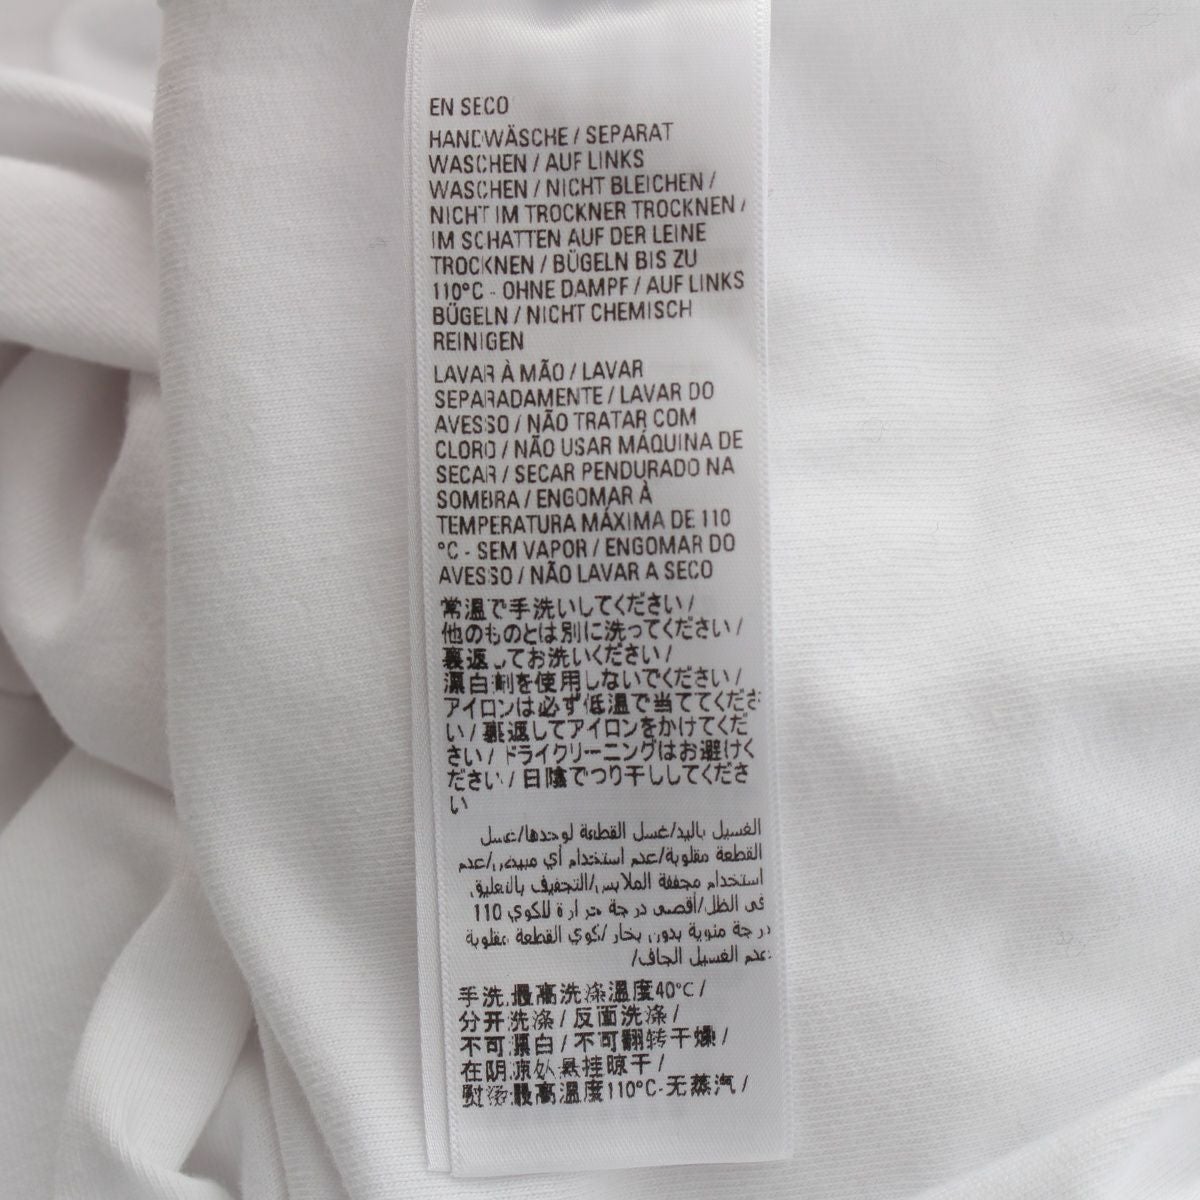 EN SECO
HANDWÄSCHE / SEPARAT
WASCHEN / AUF LINKS
WASCHEN / NICHT BLEICHEN /
NICHT IM TROCKNER TROCKNEN /
IM SCHATTEN AUF DER LEINE
TROCKNEN / BÜGELN BIS ZU
110°C - OHNE DAMPF / AUF LINKS
BÜGELN / NICHT CHEMISCH
REINIGEN
LAVAR À MÃO / LAVAR
SEPARADAMENTE / LAVAR DO
AVESSO / NÃO TRATAR COM
CLORO / NÃO USAR MÁQUINA DE
SECAR / SECAR PENDURADO NA
SOMBRA / ENGOMAR À
TEMPERATURA MÁXIMA DE 110
°C - SEM VAPOR / ENGOMAR DO
AVESSO / NÃO LAVAR A SECO
常温で手洗いしてください /
他のものとは別に洗ってください /
裏返してお洗いください /
漂白剤を使用しないでください /
アイロンは必ず低温で当ててくださ
い / 裏返してアイロンをかけてくだ
さい / ドライクリーニングはお避けく
ださい / 日陰でつり干ししてくださ
い
الغسيل باليد/غسل القطعة لوحدها/غسل
القطعة مقلوبة/عدم استخدام أي مبيض/عدم
استخدام مجففة الملابس/التجفيف بالتعليق
في الظل/أقصى درجة حرارة للكوي 110
درجة مئوية بدون بخار/كوي القطعة مقلوبة
/عدم الغسيل الجاف
手洗,最高洗涤温度40°C /
分开洗涤 / 反面洗涤 /
不可漂白 / 不可翻转干燥 /
在阴凉处悬挂晾干 /
熨烫最高温度110°C-无蒸汽 /